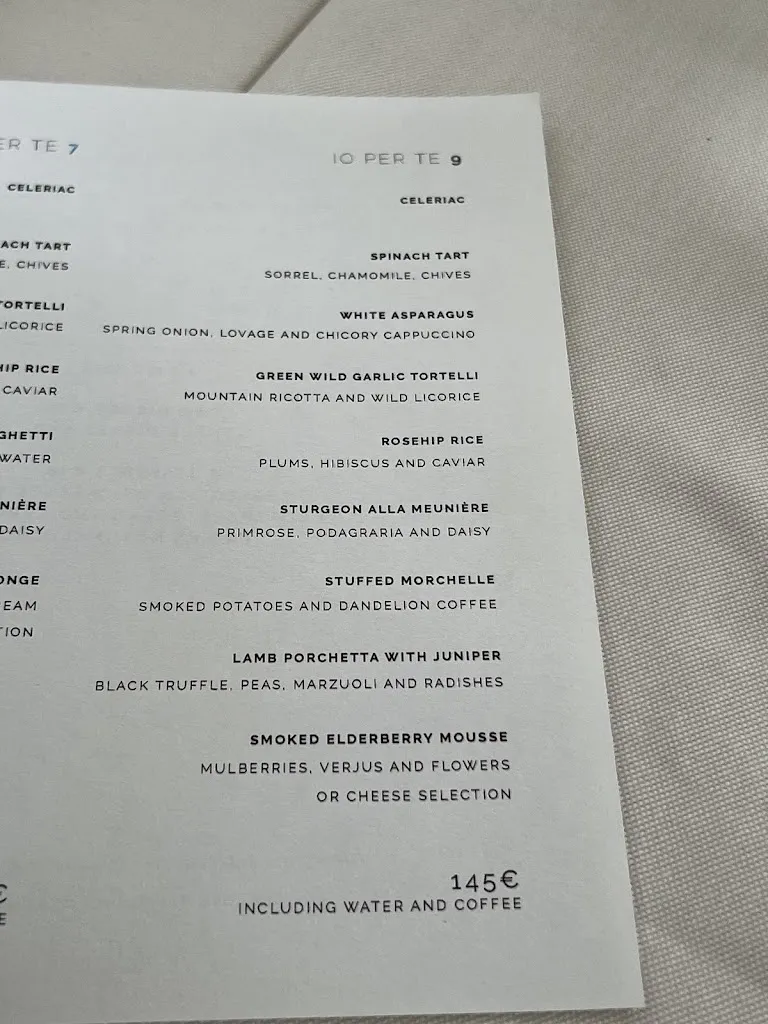 ER TE 7
CELERIAC
ACH TART
E, CHIVES
TORTELLI
LICORICE
HIP RICE
CAVIAR
GHETTI
WATER
NIÈRE
DAISY
ONGE
EAM
TION
€
E
IO PER TE 9
CELERIAC
SPINACH TART
SORREL, CHAMOMILE, CHIVES
WHITE ASPARAGUS
SPRING ONION, LOVAGE AND CHICORY CAPPUCCINO
GREEN WILD GARLIC TORTELLI
MOUNTAIN RICOTTA AND WILD LICORICE
ROSEHIP RICE
PLUMS, HIBISCUS AND CAVIAR
STURGEON ALLA MEUNIÈRE
PRIMROSE, PODAGRARIA AND DAISY
STUFFED MORCHELLE
SMOKED POTATOES AND DANDELION COFFEE
LAMB PORCHETTA WITH JUNIPER
BLACK TRUFFLE, PEAS, MARZUOLI AND RADISHES
SMOKED ELDERBERRY MOUSSE
MULBERRIES, VERJUS AND FLOWERS
OR CHEESE SELECTION
145€
INCLUDING WATER AND COFFEE